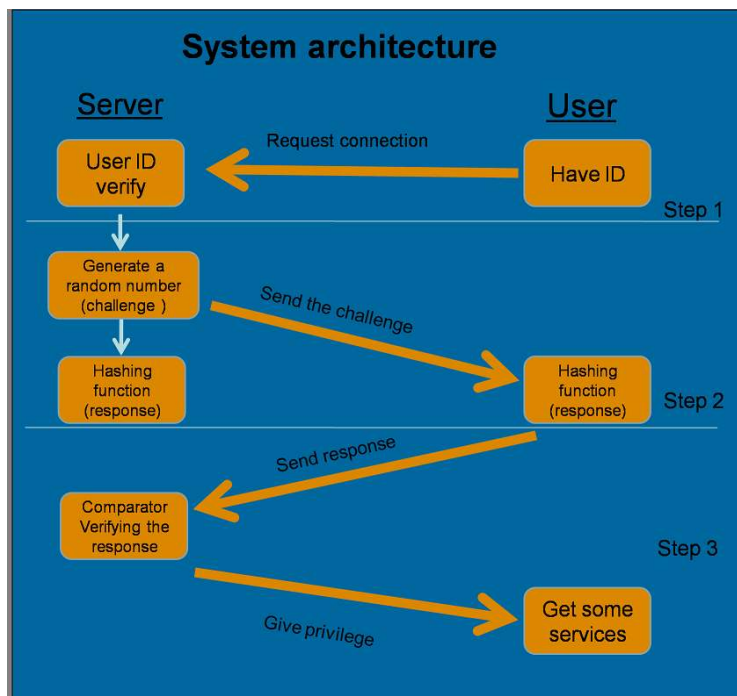 System architecture
Server
User
Request connection
User ID
verify
Have ID
Step 1
Generate a
random number
(challenge )
Send the challenge
Hashing
function
(response)
Hashing
function
(response)
Step 2
Send response
Comparator
Verifying the
response
Step 3
Give privilege
Get some
services